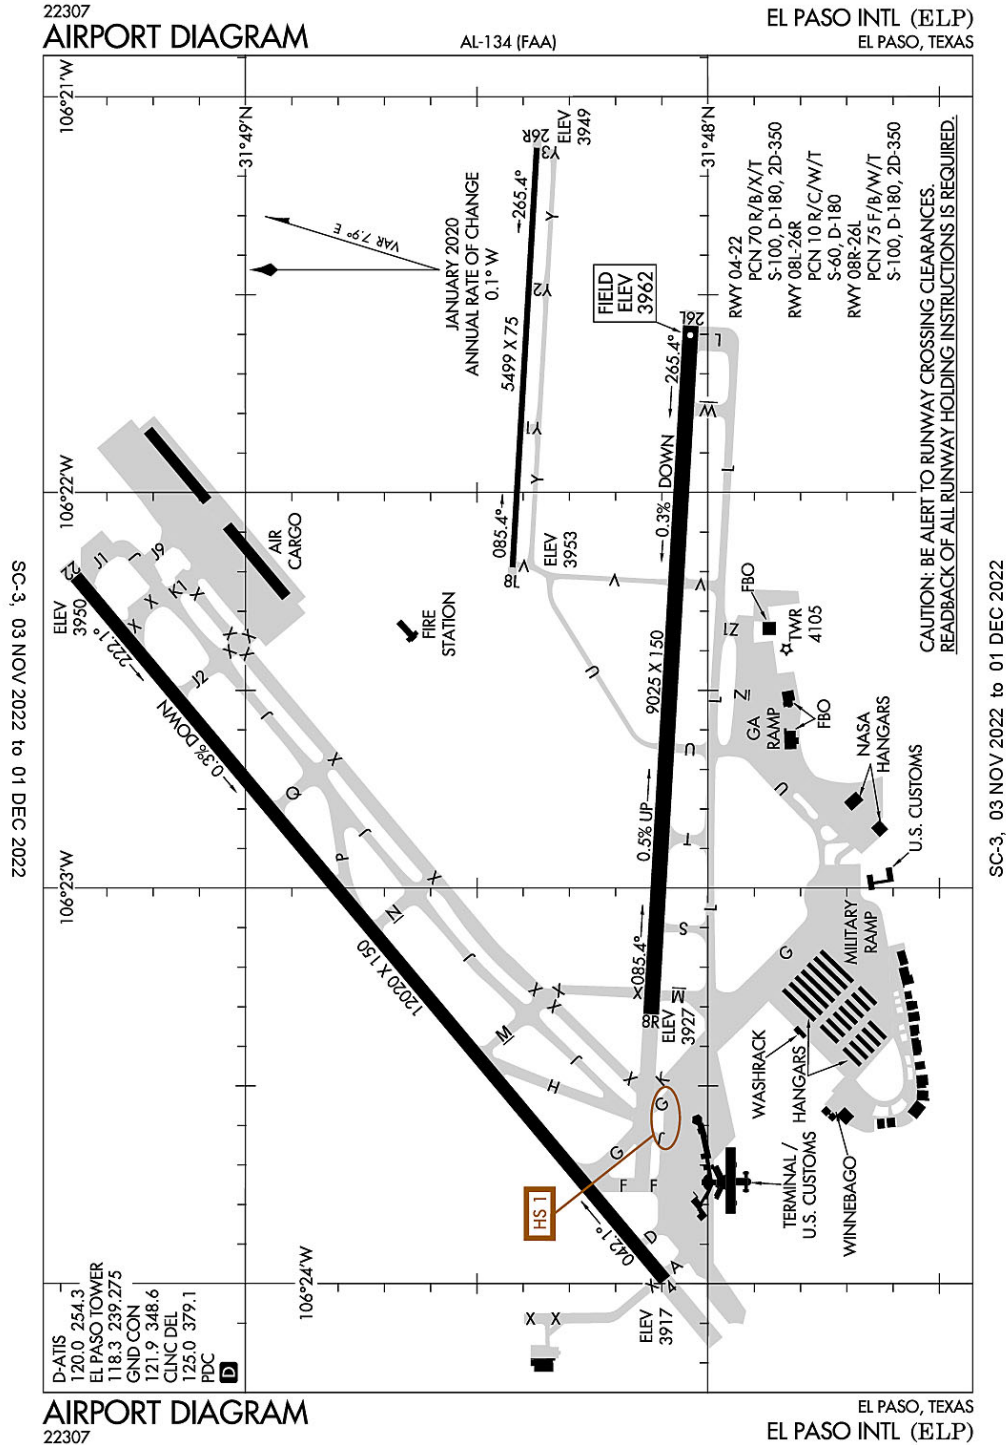 22307
AIRPORT DIAGRAM
AL-134 (FAA)
EL PASO INTL (ELP)
EL PASO, TEXAS
SC-3, 03 NOV 2022 to 01 DEC 2022
SC-3, 03 NOV 2022 to 01 DEC 2022
106°21'W
106°22'W
106°23'W
106°24'W
31°49'N
31°48'N
VAR 7.9° E
JANUARY 2020
ANNUAL RATE OF CHANGE
0.1° W
26R
ELEV
3949
Y3
265.4°
Y
Y2
5499 X 75
Y1
Y
085.4°
8L
ELEV
3953
V
V
V
FIELD
ELEV
3962
26L
L
265.4°
W
0.3% DOWN
L
9025 X 150
U
U
U
L
0.5% UP
T
L
S
085.4°
X
M
8R
ELEV
3927
RWY 04-22
PCN 70 R/B/X/T
S-100, D-180, 2D-350
RWY 08L-26R
PCN 10 R/C/W/T
S-60, D-180
RWY 08R-26L
PCN 75 F/B/W/T
S-100, D-180, 2D-350
CAUTION: BE ALERT TO RUNWAY CROSSING CLEARANCES.
READBACK OF ALL RUNWAY HOLDING INSTRUCTIONS IS REQUIRED.
FBO
Z1
TWR
4105
Z
GA
RAMP
FBO
NASA
HANGARS
U.S. CUSTOMS
MILITARY
RAMP
G
WASHRACK
HANGARS
TERMINAL /
U.S. CUSTOMS
WINNEBAGO
AIR
CARGO
FIRE
STATION
22
ELEV
3950
J1
J
J9
K1
X
X
X
X
X
X
X
222.1°
J2
J
0.3% DOWN
X
Q
J
P
X
N
J
12020 X 150
X
X
X
M
J
H
X
K
G
J
G
F
F
HS 1
042.1°
D
A
K
4
ELEV
3917
X
X
D-ATIS
120.0 254.3
EL PASO TOWER
118.3 239.275
GND CON
121.9 348.6
CLNC DEL
125.0 379.1
PDC
D
AIRPORT DIAGRAM
22307
EL PASO, TEXAS
EL PASO INTL (ELP)